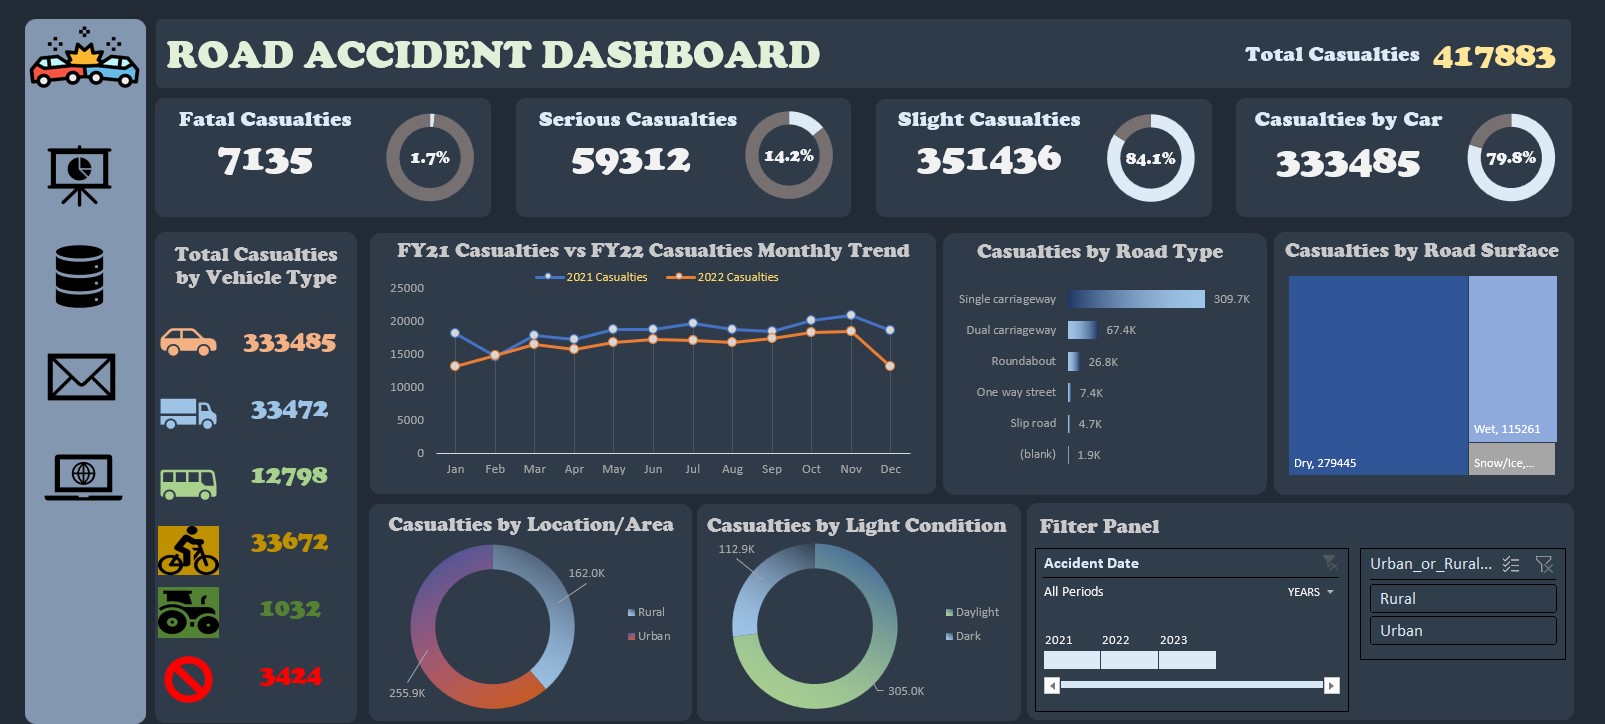 ROAD ACCIDENT DASHBOARD
Total Casualties 417883
Fatal Casualties
7135
1.7%
Serious Casualties
59312
14.2%
Slight Casualties
351436
84.1%
Casualties by Car
333485
79.8%
Total Casualties
by Vehicle Type
333485
33472
12798
33672
1032
3424
FY21 Casualties vs FY22 Casualties Monthly Trend
2021 Casualties 2022 Casualties
25000
20000
15000
10000
5000
0
Jan Feb Mar Apr May Jun Jul Aug Sep Oct Nov Dec
Casualties by Road Type
Single carriageway 309.7K
Dual carriageway 67.4K
Roundabout 26.8K
One way street 7.4K
Slip road 4.7K
(blank) 1.9K
Casualties by Road Surface
Wet, 115261
Dry, 279445
Snow/Ice,...
Casualties by Location/Area
162.0K
Rural
Urban
255.9K
Casualties by Light Condition
112.9K
Daylight
Dark
305.0K
Filter Panel
Accident Date
All Periods YEARS
2021 2022 2023
Urban_or_Rural...
Rural
Urban